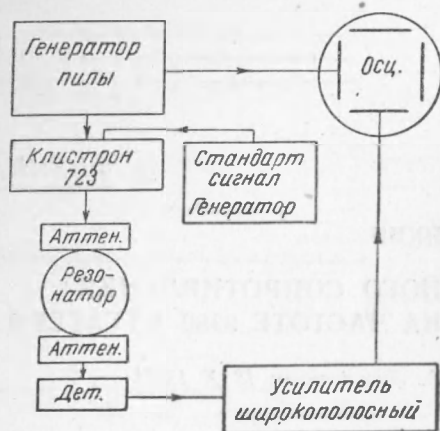 Генератор
пилы
Осц.
Клистрон
723
Стандарт
сигнал
Генератор
Аттен.
Резо-
натор
Аттен.
Дет.
Усилитель
широкополосный